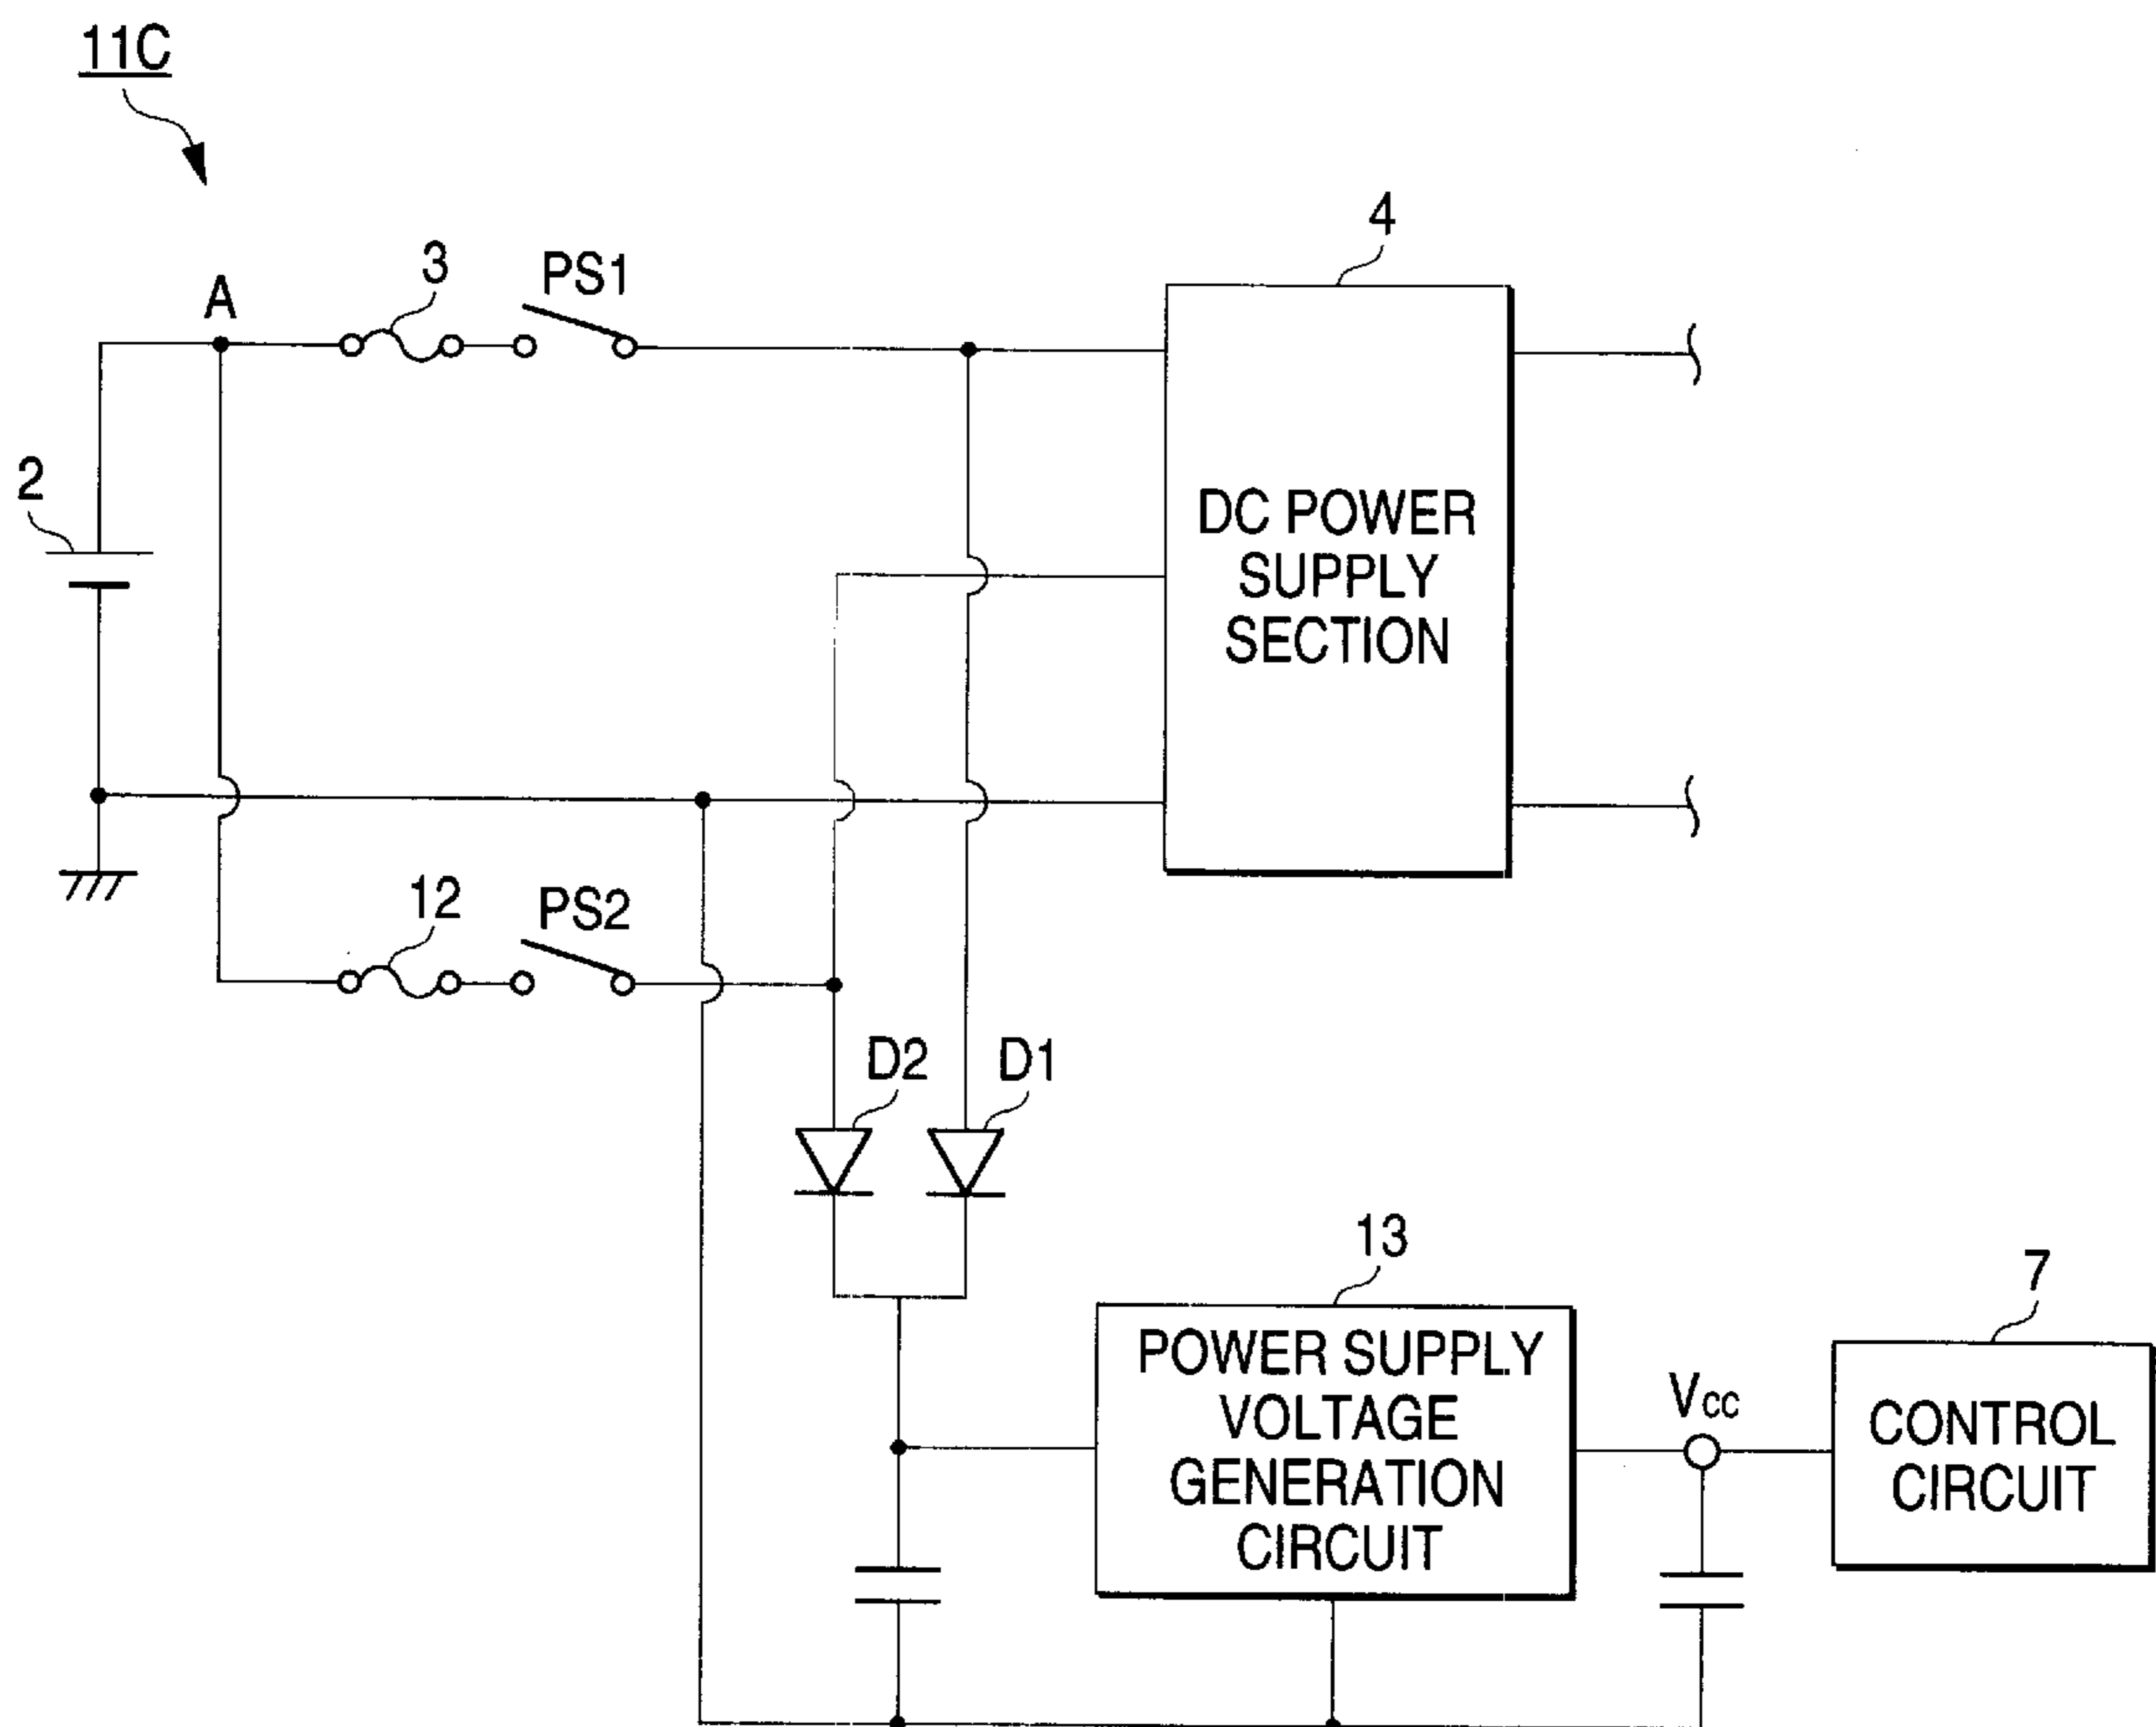 11C
4
3
PS1
A
2
DC POWER
SUPPLY
SECTION
12
PS2
D2
D1
13
7
POWER SUPPLY
VOLTAGE
GENERATION
CIRCUIT
Vcc
CONTROL
CIRCUIT